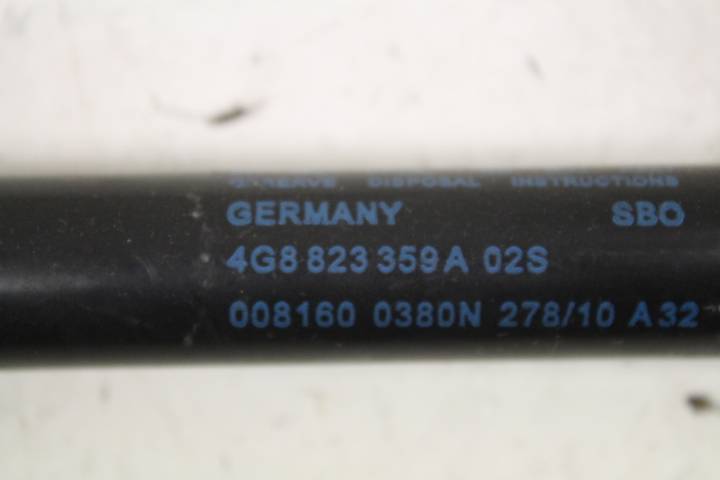 OBSERVE DISPOSAL INSTRUCTIONS
GERMANY SBO
4G8 823 359 A 02S
008160 0380N 278/10 A32